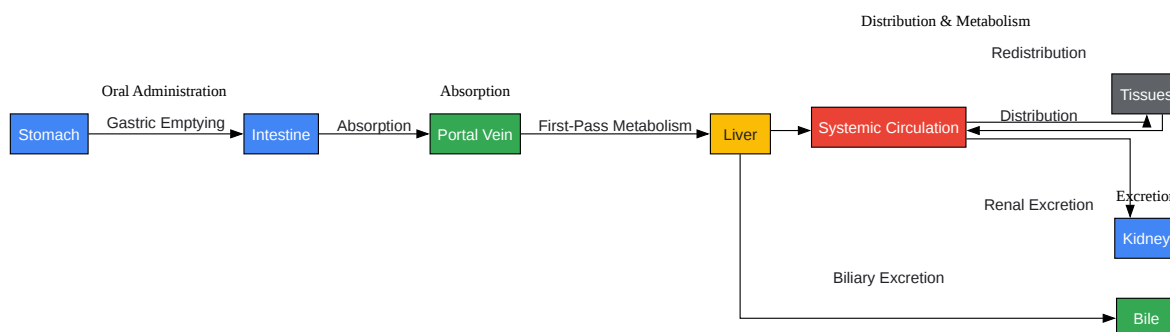 Distribution & Metabolism
Redistribution
Oral Administration
Absorption
Tissues
Stomach
Gastric Emptying
Intestine
Absorption
Portal Vein
First-Pass Metabolism
Liver
Systemic Circulation
Distribution
Renal Excretion
Excretion
Kidney
Biliary Excretion
Bile